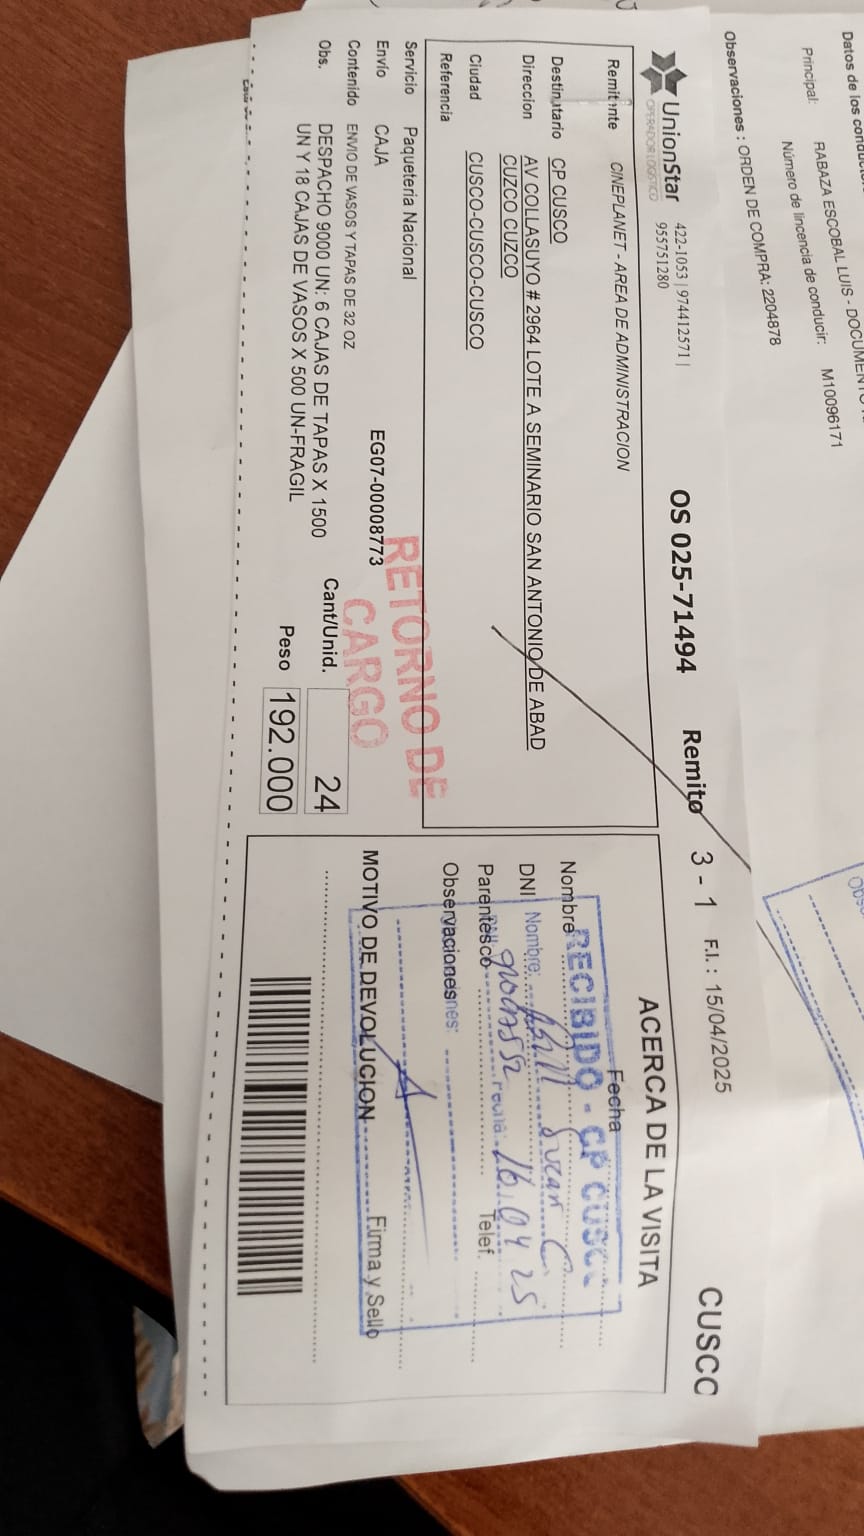 Datos de los
Principal: RABAZA ESCOBAL LUIS - DOCUMENTO
Número de lincencia de conducir: M10096171
Observaciones : ORDEN DE COMPRA: 2204878
UnionStar
OPERADOR LOGISTICO
422-1053 | 974412571 |
955751280
OS 025-71494 Remito 3 - 1 F.I. : 15/04/2025 CUSCO
Remitente CINEPLANET - AREA DE ADMINISTRACION
Destinatario CP CUSCO
Direccion AV COLLASUYO # 2964 LOTE A SEMINARIO SAN ANTONIO DE ABAD
CUZCO CUZCO
Ciudad CUSCO-CUSCO-CUSCO
Referencia
Servicio Paqueteria Nacional
Envío CAJA EG07-00008773
Contenido ENVIO DE VASOS Y TAPAS DE 32 OZ
Obs. DESPACHO 9000 UN: 6 CAJAS DE TAPAS X 1500
UN Y 18 CAJAS DE VASOS X 500 UN-FRAGIL
Cant/Unid. 24
Peso 192.000
RETORNO DE
CARGO
ACERCA DE LA VISITA
Fecha
Nombre
RECIBIDO - CP CUSCO
DNI
Nombre:
Parentesco
16.04 25
Telef.
Observaciones
MOTIVO DE DEVOLUCION
Firma y Sello